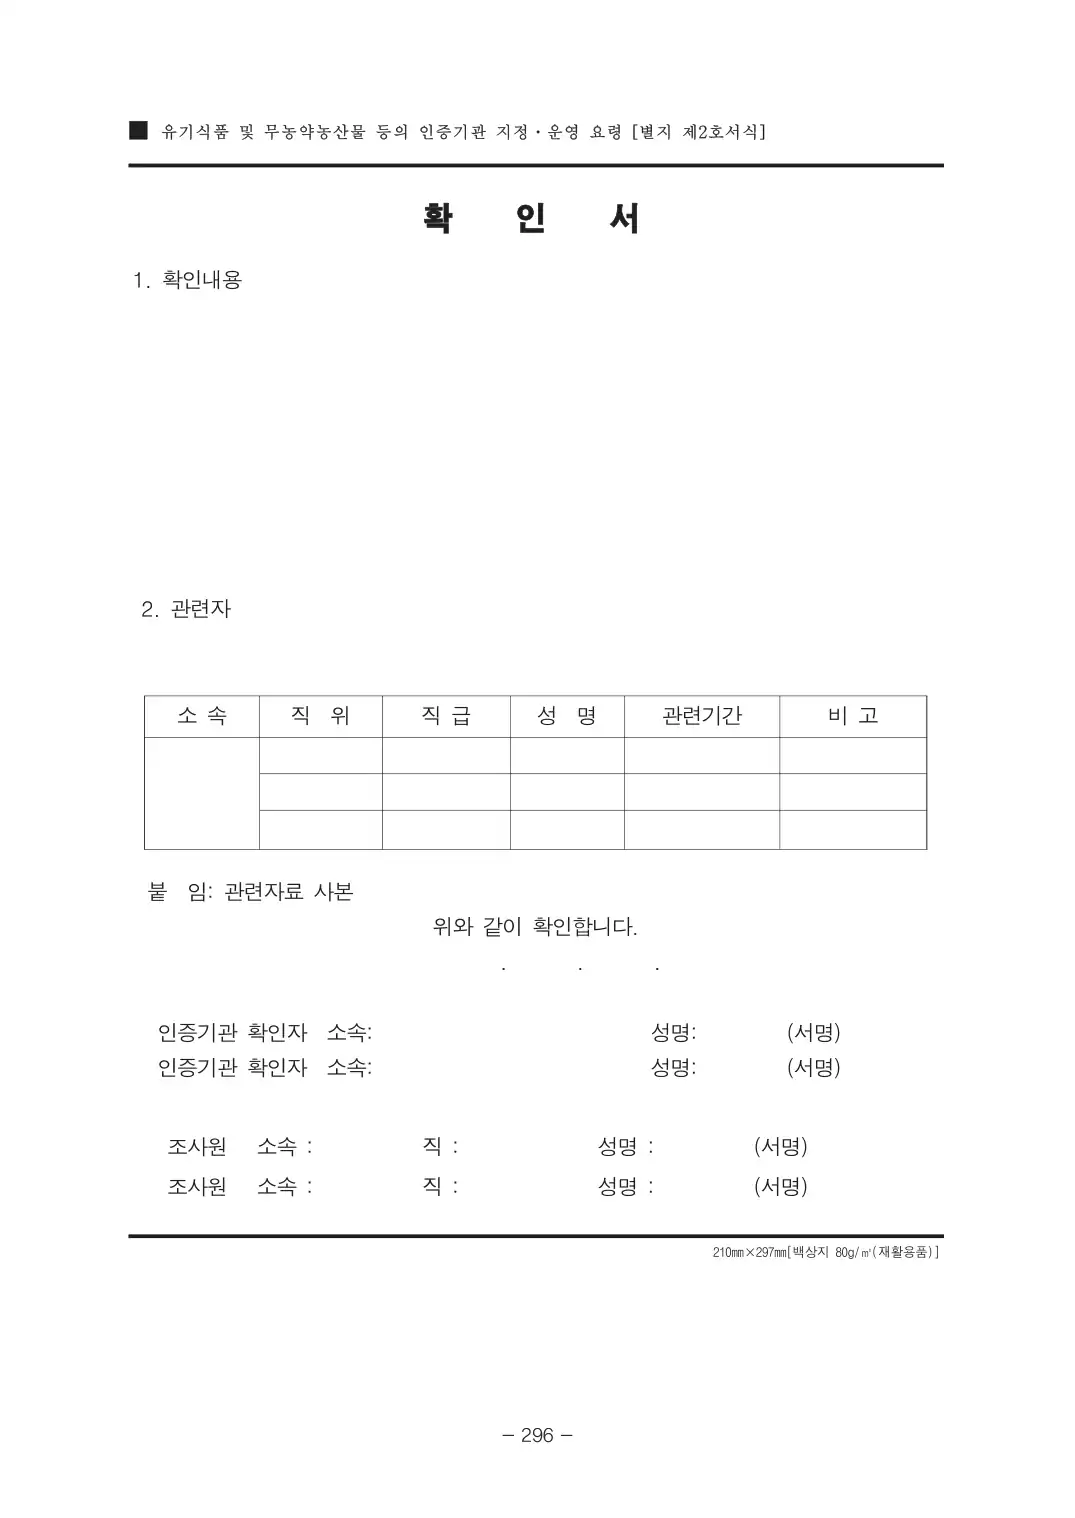 ■ 유기식품 및 무농약농산물 등의 인증기관 지정·운영 요령 [별지 제2호서식]
확 인 서
1. 확인내용
2. 관련자
소 속 직 위 직 급 성 명 관련기간 비 고
붙 임: 관련자료 사본
위와 같이 확인합니다.
. . .
인증기관 확인자 소속: 성명: (서명)
인증기관 확인자 소속: 성명: (서명)
조사원 소속 : 직 : 성명 : (서명)
조사원 소속 : 직 : 성명 : (서명)
210㎜×297㎜[백상지 80g/㎡(재활용품)]
- 296 -